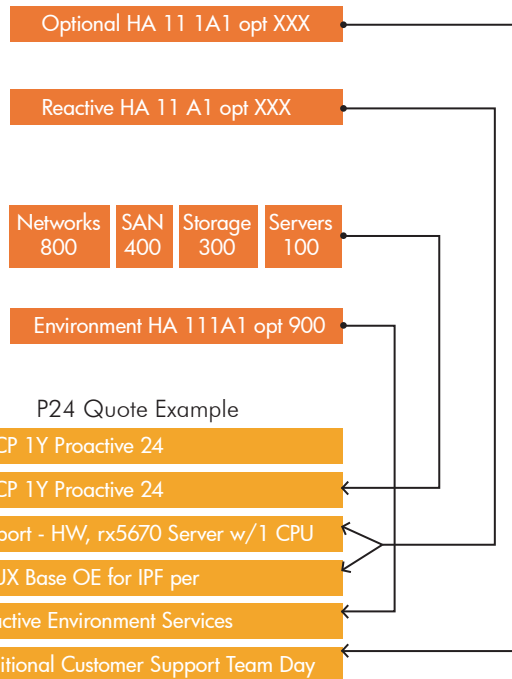 Optional HA 11 1A1 opt XXX
Reactive HA 11 A1 opt XXX
Networks
800
SAN
400
Storage
300
Servers
100
Environment HA 111A1 opt 900
P24 Quote Example
CP 1Y Proactive 24
CP 1Y Proactive 24
port - HW, rx5670 Server w/1 CPU
UX Base OE for IPF per
active Environment Services
itional Customer Support Team Day